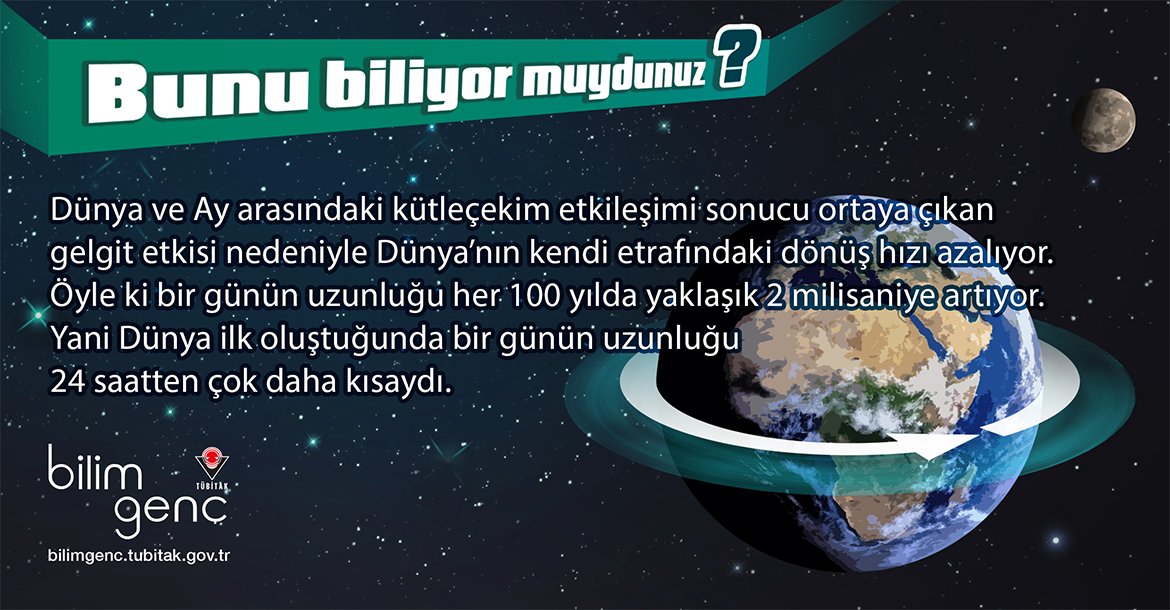 Bunu biliyor muydunuz?
Dünya ve Ay arasındaki kütleçekim etkileşimi sonucu ortaya çıkan
gelgit etkisi nedeniyle Dünya’nın kendi etrafındaki dönüş hızı azalıyor.
Öyle ki bir günün uzunluğu her 100 yılda yaklaşık 2 milisaniye artıyor.
Yani Dünya ilk oluştuğunda bir günün uzunluğu
24 saatten çok daha kısaydı.
bilim
TÜBİTAK
genç
bilimgenc.tubitak.gov.tr